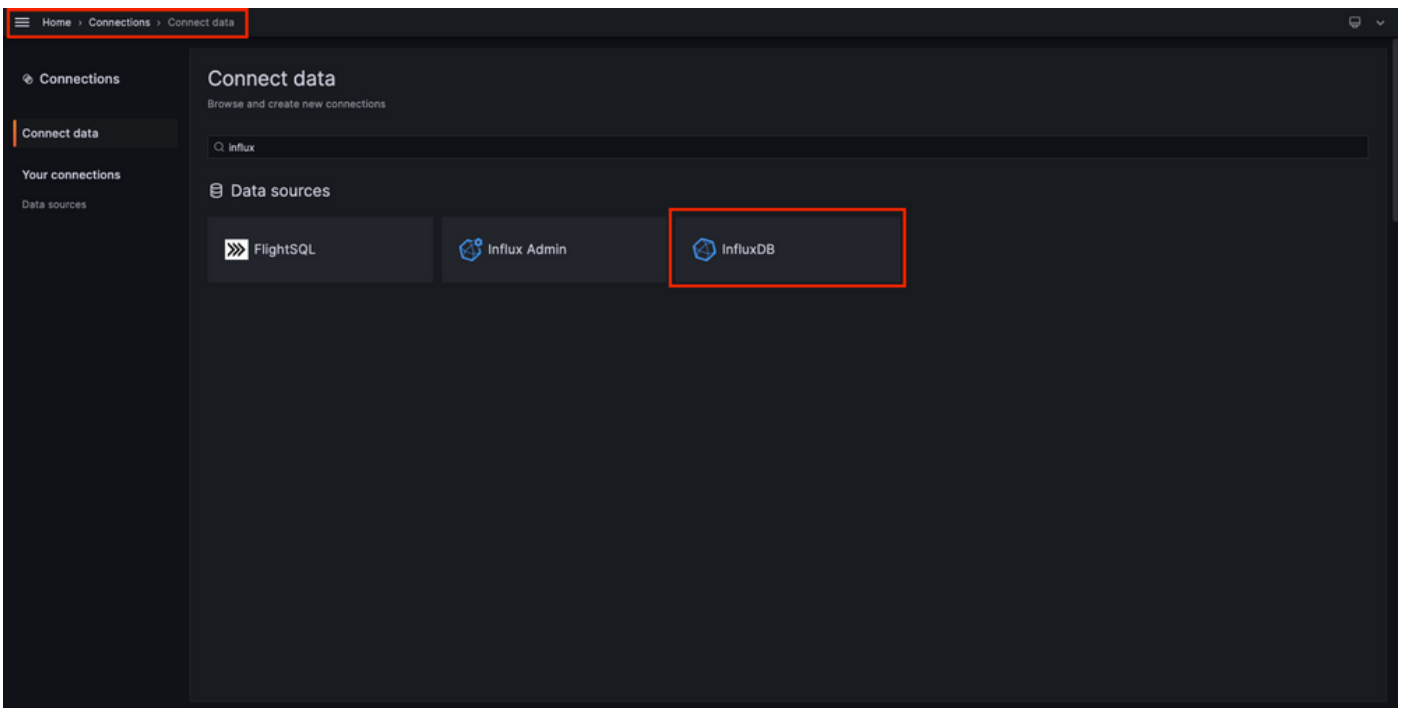 Home › Connections › Connect data
Connections
Connect data
Your connections
Data sources
Connect data
Browse and create new connections
influx
Data sources
FlightSQL
Influx Admin
InfluxDB